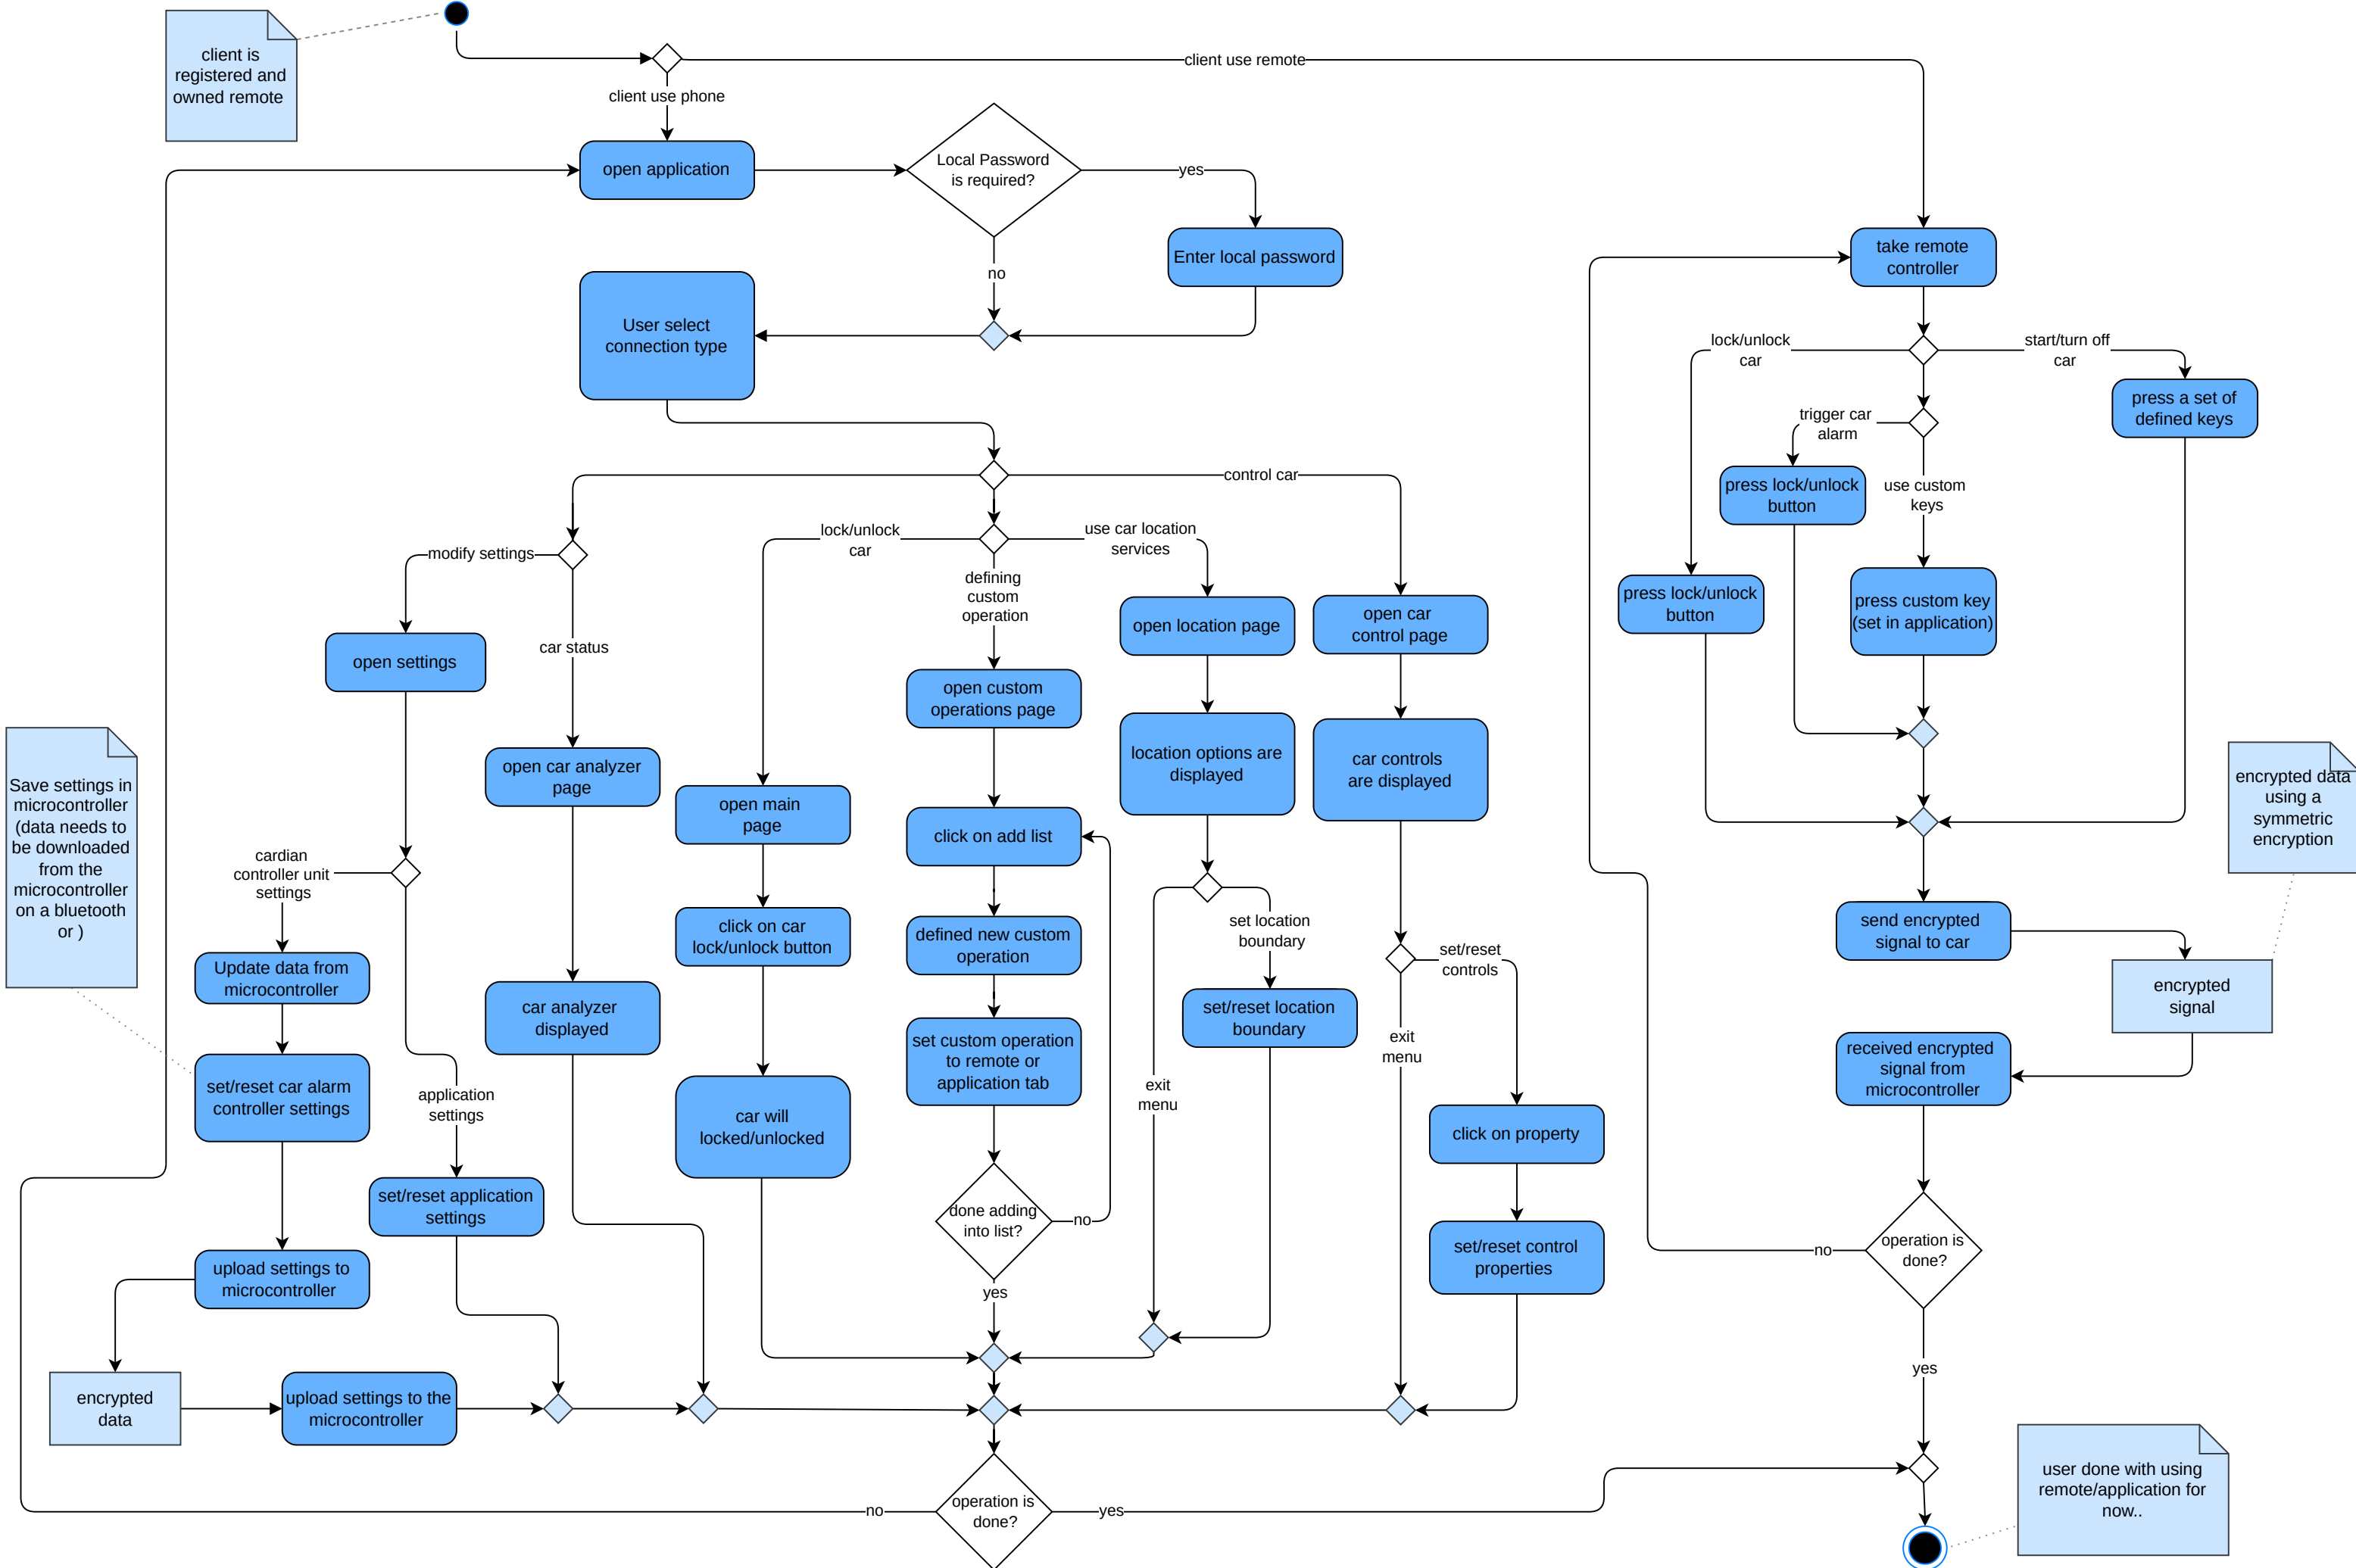 client is
registered and
owned remote
client use remote
client use phone
open application
Local Password
is required?
yes
no
Enter local password
User select
connection type
take remote
controller
lock/unlock
car
start/turn off
car
press a set of
defined keys
trigger car
alarm
press lock/unlock
button
use custom
keys
press lock/unlock
button
press custom key
(set in application)
control car
modify settings
lock/unlock
car
use car location
services
defining
custom
operation
open settings
car status
open location page
open car
control page
open custom
operations page
location options are
displayed
car controls
are displayed
open car analyzer
page
open main
page
click on add list
Save settings in
microcontroller
(data needs to
be downloaded
from the
microcontroller
on a bluetooth
or )
encrypted data
using a
symmetric
encryption
cardian
controller unit
settings
click on car
lock/unlock button
defined new custom
operation
set location
boundary
set/reset
controls
send encrypted
signal to car
Update data from
microcontroller
car analyzer
displayed
set custom operation
to remote or
application tab
set/reset location
boundary
exit
menu
encrypted
signal
received encrypted
signal from
microcontroller
set/reset car alarm
controller settings
application
settings
car will
locked/unlocked
exit
menu
click on property
set/reset application
settings
done adding
into list?
no
yes
set/reset control
properties
operation is
done?
no
yes
upload settings to
microcontroller
encrypted
data
upload settings to the
microcontroller
operation is
done?
no
yes
user done with using
remote/application for
now..